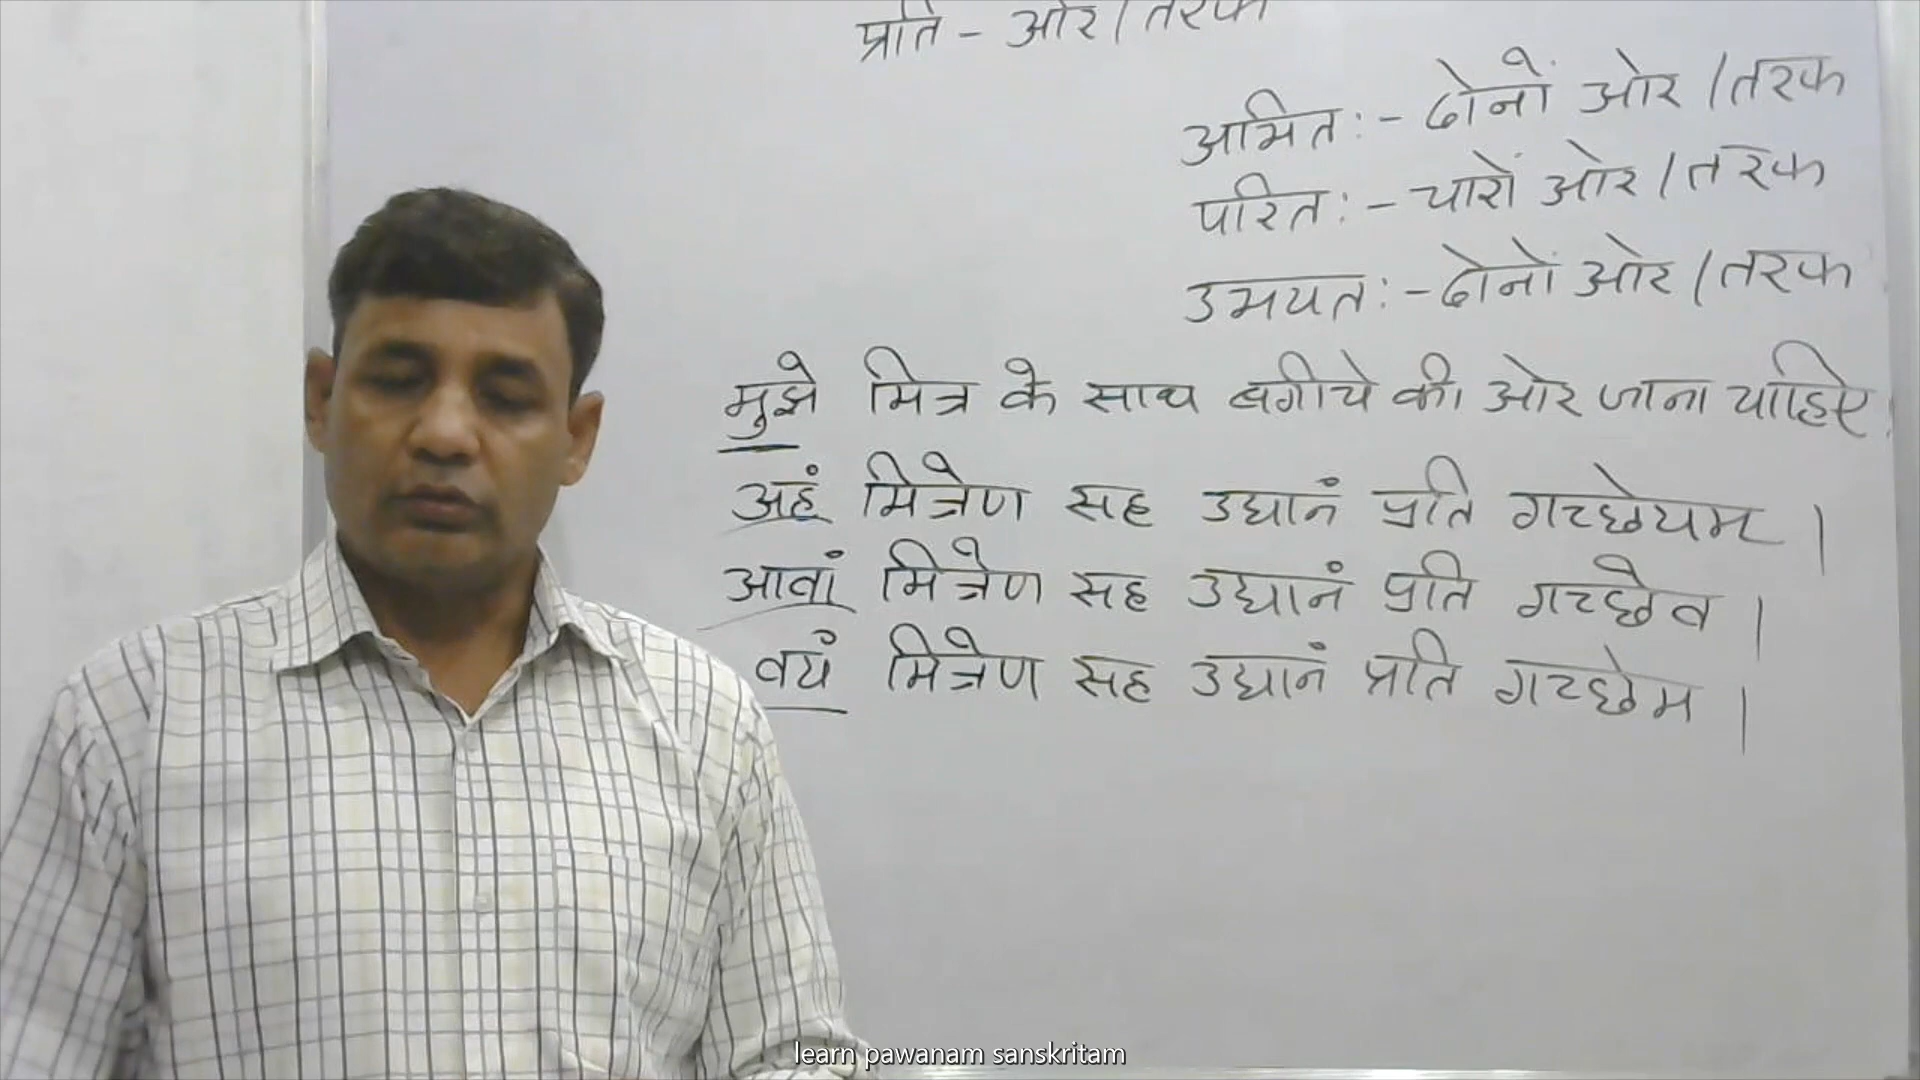 प्रति - ओर / तरफ
अभितः - दोनों ओर / तरफ
परितः - चारों ओर / तरफ
उभयतः - दोनों ओर / तरफ
मुझे मित्र के साथ बगीचे की ओर जाना चाहिए।
अहं मित्रेण सह उद्यानं प्रति गच्छेयम ।
आवां मित्रेण सह उद्यानं प्रति गच्छेव ।
वयं मित्रेण सह उद्यानं प्रति गच्छेम ।
learn pawanam sanskritam